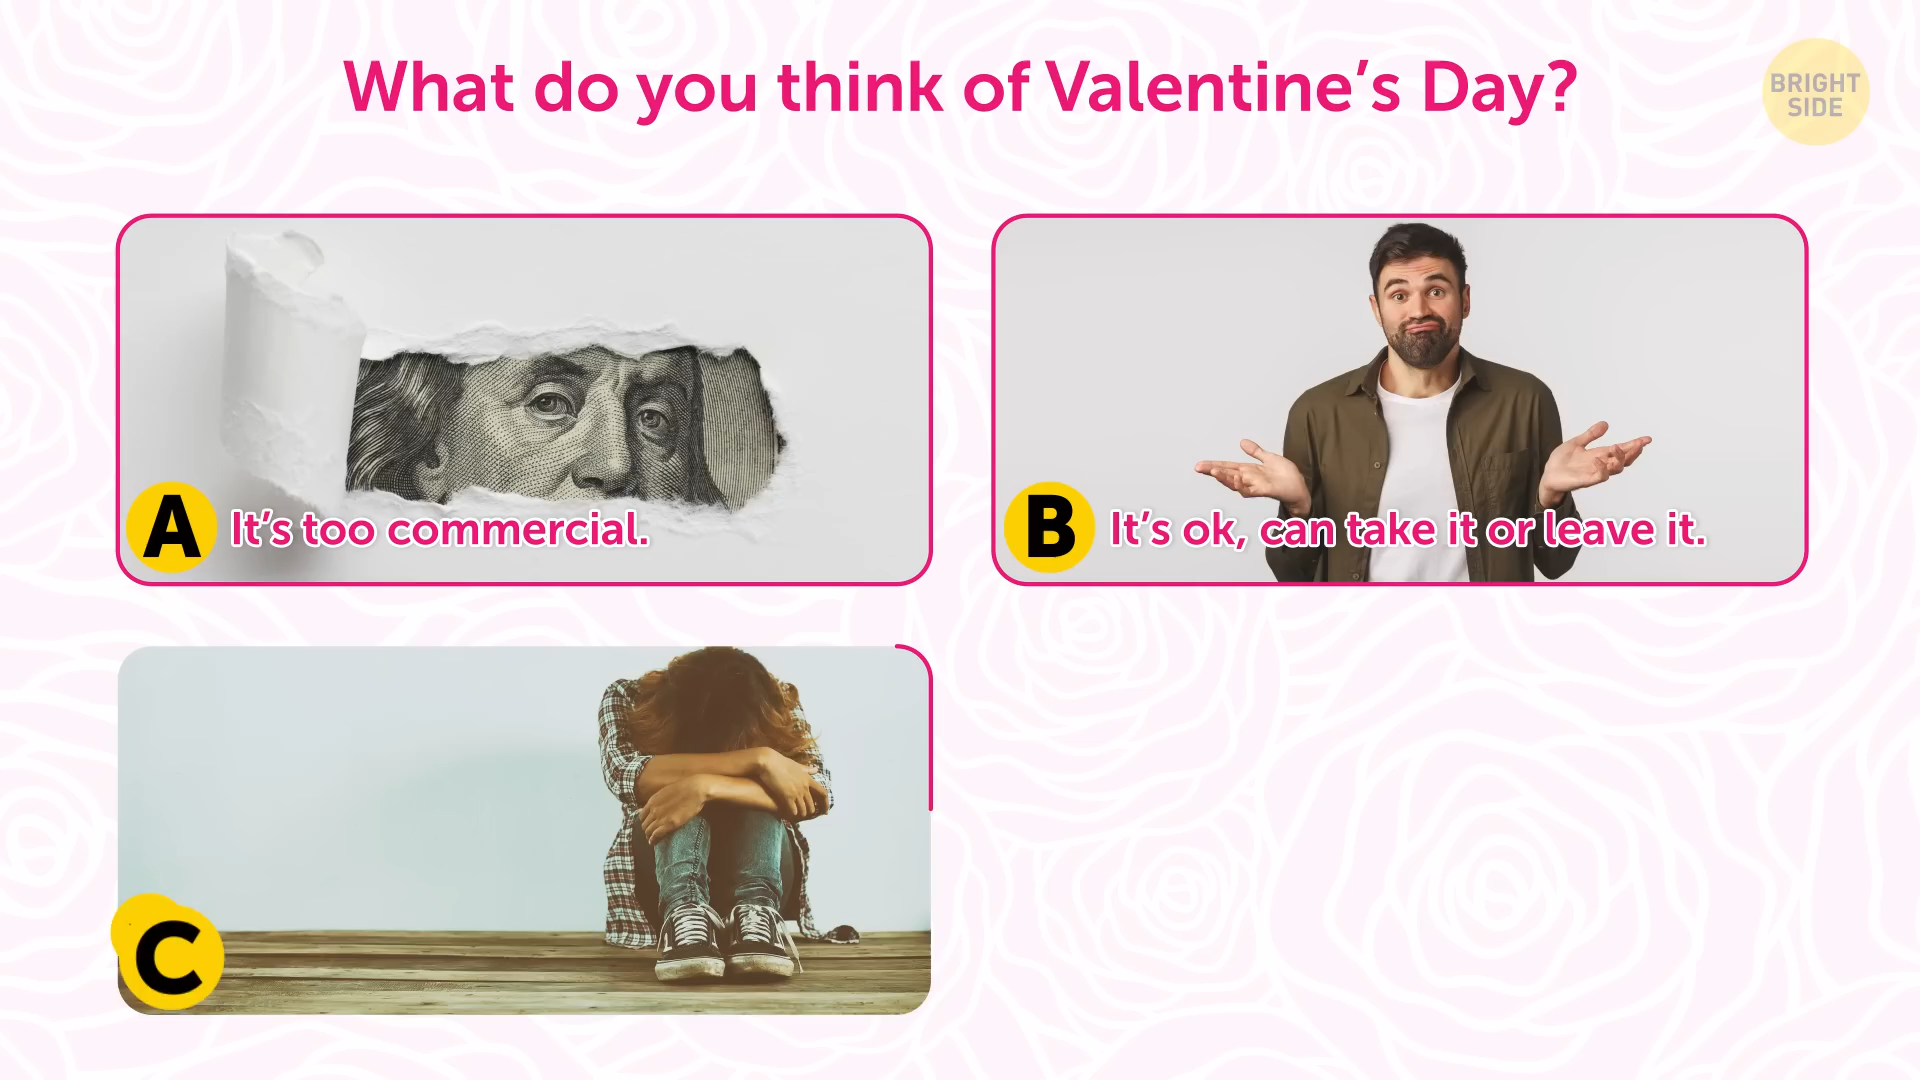 What do you think of Valentine’s Day?
BRIGHT
SIDE
A It’s too commercial.
B It’s ok, can take it or leave it.
C